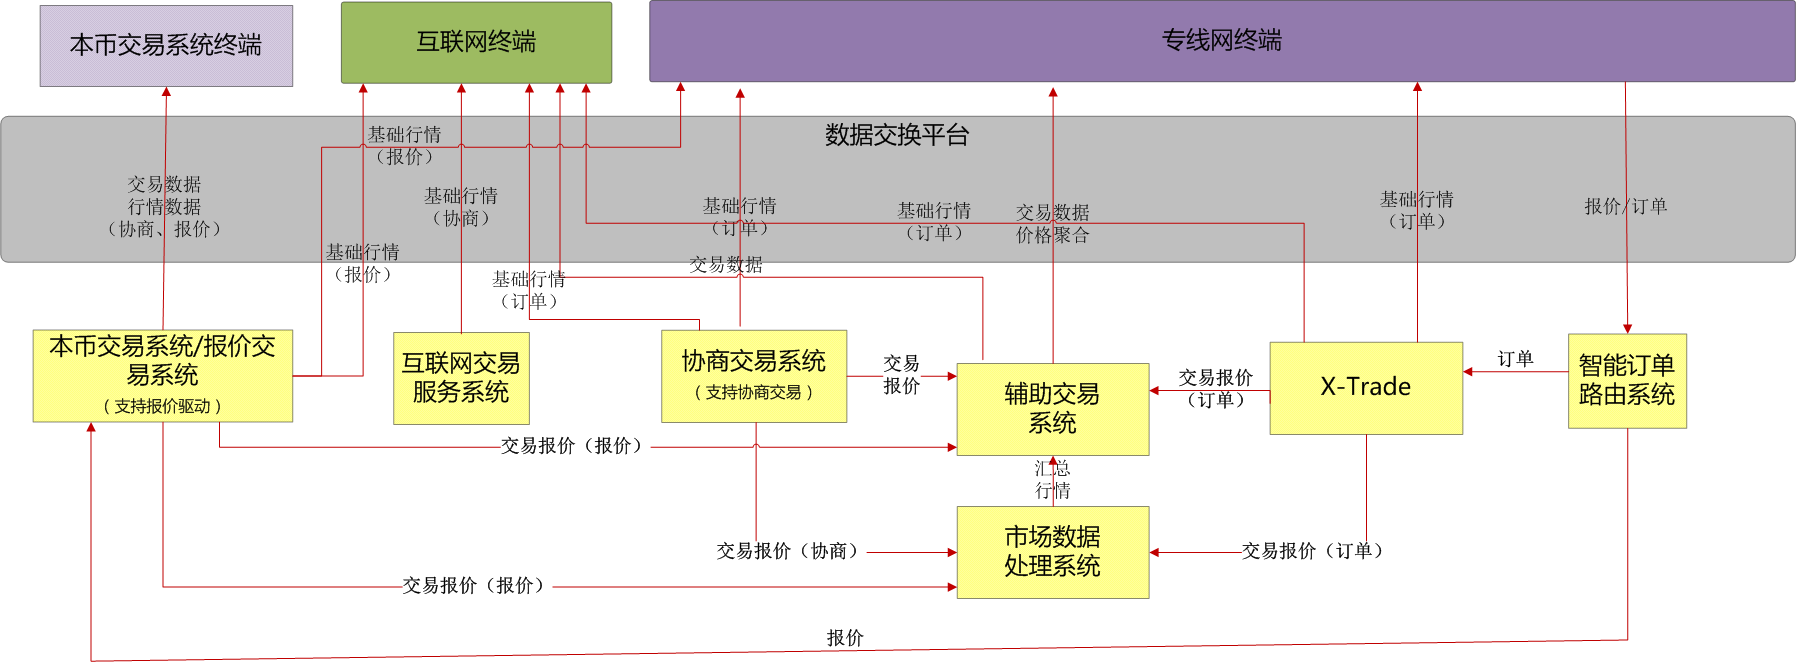 本币交易系统终端
互联网终端
专线网终端
数据交换平台
基础行情
（报价）
交易数据
行情数据
（协商、报价）
基础行情
（协商）
基础行情
（订单）
基础行情
（订单）
交易数据
价格聚合
基础行情
（订单）
报价/订单
基础行情
（报价）
基础行情
（订单）
交易数据
本币交易系统/报价交
易系统
（支持报价驱动）
互联网交易
服务系统
协商交易系统
（支持协商交易）
交易
报价
辅助交易
系统
交易报价
（订单）
X-Trade
订单
智能订单
路由系统
交易报价（报价）
汇总
行情
市场数据
处理系统
交易报价（协商）
交易报价（订单）
交易报价（报价）
报价